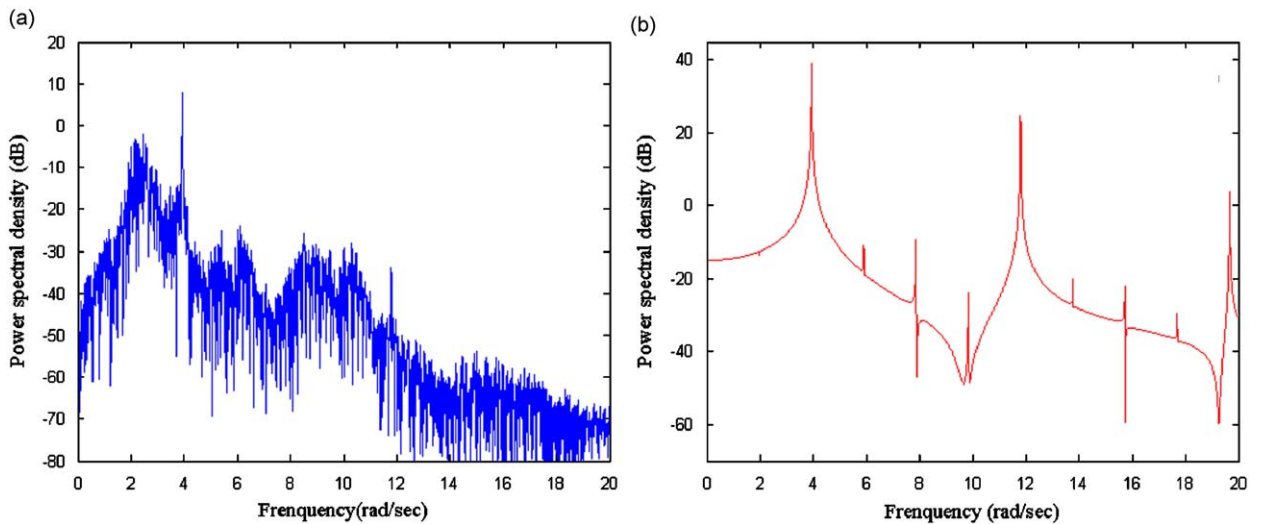 (a)
20
10
0
-10
-20
-30
-40
-50
-60
-70
-80
Power spectral density (dB)
0 2 4 6 8 10 12 14 16 18 20
Frenquency(rad/sec)
(b)
40
20
0
-20
-40
-60
Power spectral density (dB)
0 2 4 6 8 10 12 14 16 18 20
Frenquency (rad/sec)